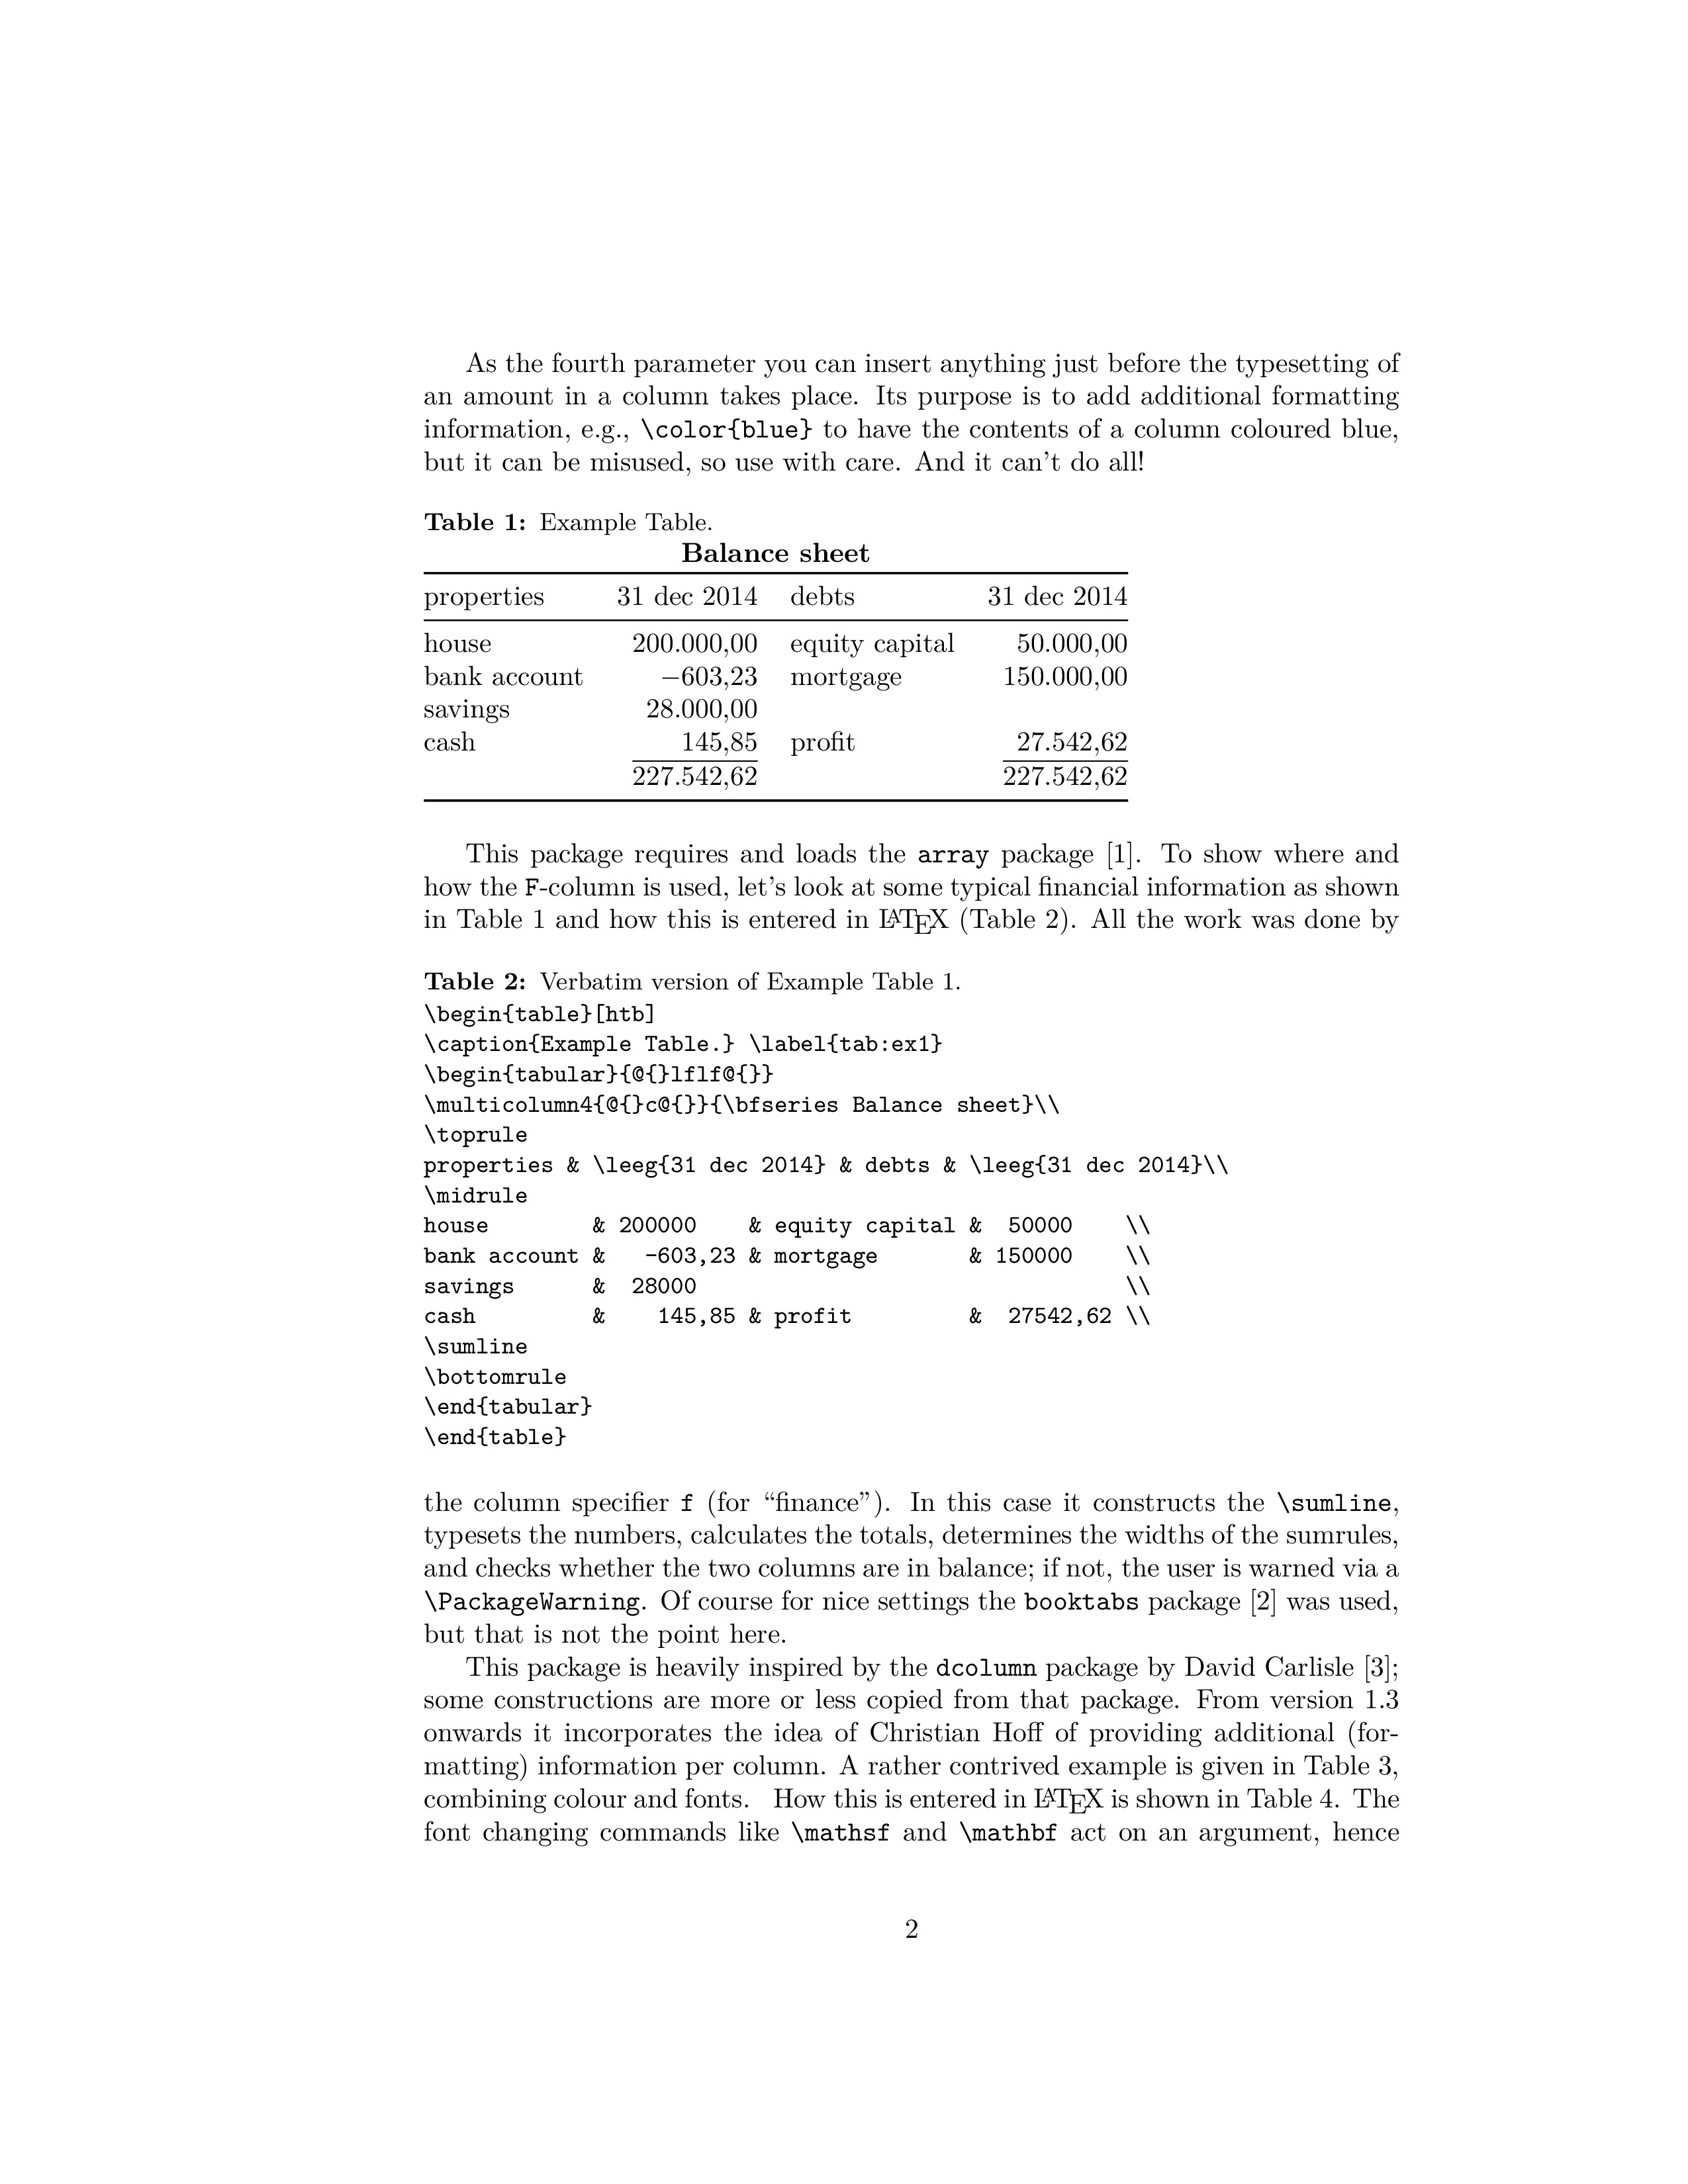 As the fourth parameter you can insert anything just before the typesetting of
an amount in a column takes place. Its purpose is to add additional formatting
information, e.g., \color{blue} to have the contents of a column coloured blue,
but it can be misused, so use with care. And it can't do all!
Table 1: Example Table.
Balance sheet
properties 31 dec 2014 debts 31 dec 2014
house 200.000,00 equity capital 50.000,00
bank account −603,23 mortgage 150.000,00
savings 28.000,00
cash 145,85 profit 27.542,62
227.542,62 227.542,62
This package requires and loads the array package [1]. To show where and
how the F-column is used, let's look at some typical financial information as shown
in Table 1 and how this is entered in LATEX (Table 2). All the work was done by
Table 2: Verbatim version of Example Table 1.
\begin{table}[htb]
\caption{Example Table.} \label{tab:ex1}
\begin{tabular}{@{}lflf@{}}
\multicolumn4{@{}c@{}}{\bfseries Balance sheet}\\
\toprule
properties & \leeg{31 dec 2014} & debts & \leeg{31 dec 2014}\\
\midrule
house        & 200000    & equity capital &  50000    \\
bank account &   -603,23 & mortgage       & 150000    \\
savings      &  28000                                 \\
cash         &    145,85 & profit         &  27542,62 \\
\sumline
\bottomrule
\end{tabular}
\end{table}
the column specifier f (for “finance”). In this case it constructs the \sumline,
typesets the numbers, calculates the totals, determines the widths of the sumrules,
and checks whether the two columns are in balance; if not, the user is warned via a
\PackageWarning. Of course for nice settings the booktabs package [2] was used,
but that is not the point here.
This package is heavily inspired by the dcolumn package by David Carlisle [3];
some constructions are more or less copied from that package. From version 1.3
onwards it incorporates the idea of Christian Hoff of providing additional (for-
matting) information per column. A rather contrived example is given in Table 3,
combining colour and fonts. How this is entered in LATEX is shown in Table 4. The
font changing commands like \mathsf and \mathbf act on an argument, hence
2